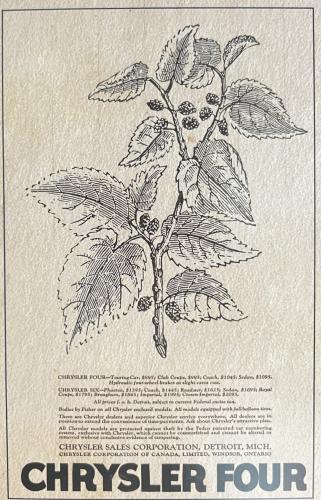 CHRYSLER FOUR—Touring Car, $895; Club Coupe, $995; Coach, $1045; Sedan, $1095.
Hydraulic four-wheel brakes at slight extra cost.
CHRYSLER SIX—Phaeton, $1395; Coach, $1445; Roadster, $1625; Sedan, $1695; Royal
Coupe, $1795; Brougham, $1865; Imperial, $1995; Crown-Imperial, $2095.
All prices f. o. b. Detroit, subject to current Federal excise tax.
Bodies by Fisher on all Chrysler enclosed models. All models equipped with full balloon tires.
There are Chrysler dealers and superior Chrysler service everywhere. All dealers are in
position to extend the convenience of time-payments. Ask about Chrysler's attractive plan.
All Chrysler models are protected against theft by the Fedco patented car numbering
system, exclusive with Chrysler, which cannot be counterfeited and cannot be altered or
removed without conclusive evidence of tampering.
CHRYSLER SALES CORPORATION, DETROIT, MICH.
CHRYSLER CORPORATION OF CANADA, LIMITED, WINDSOR, ONTARIO
CHRYSLER FOUR